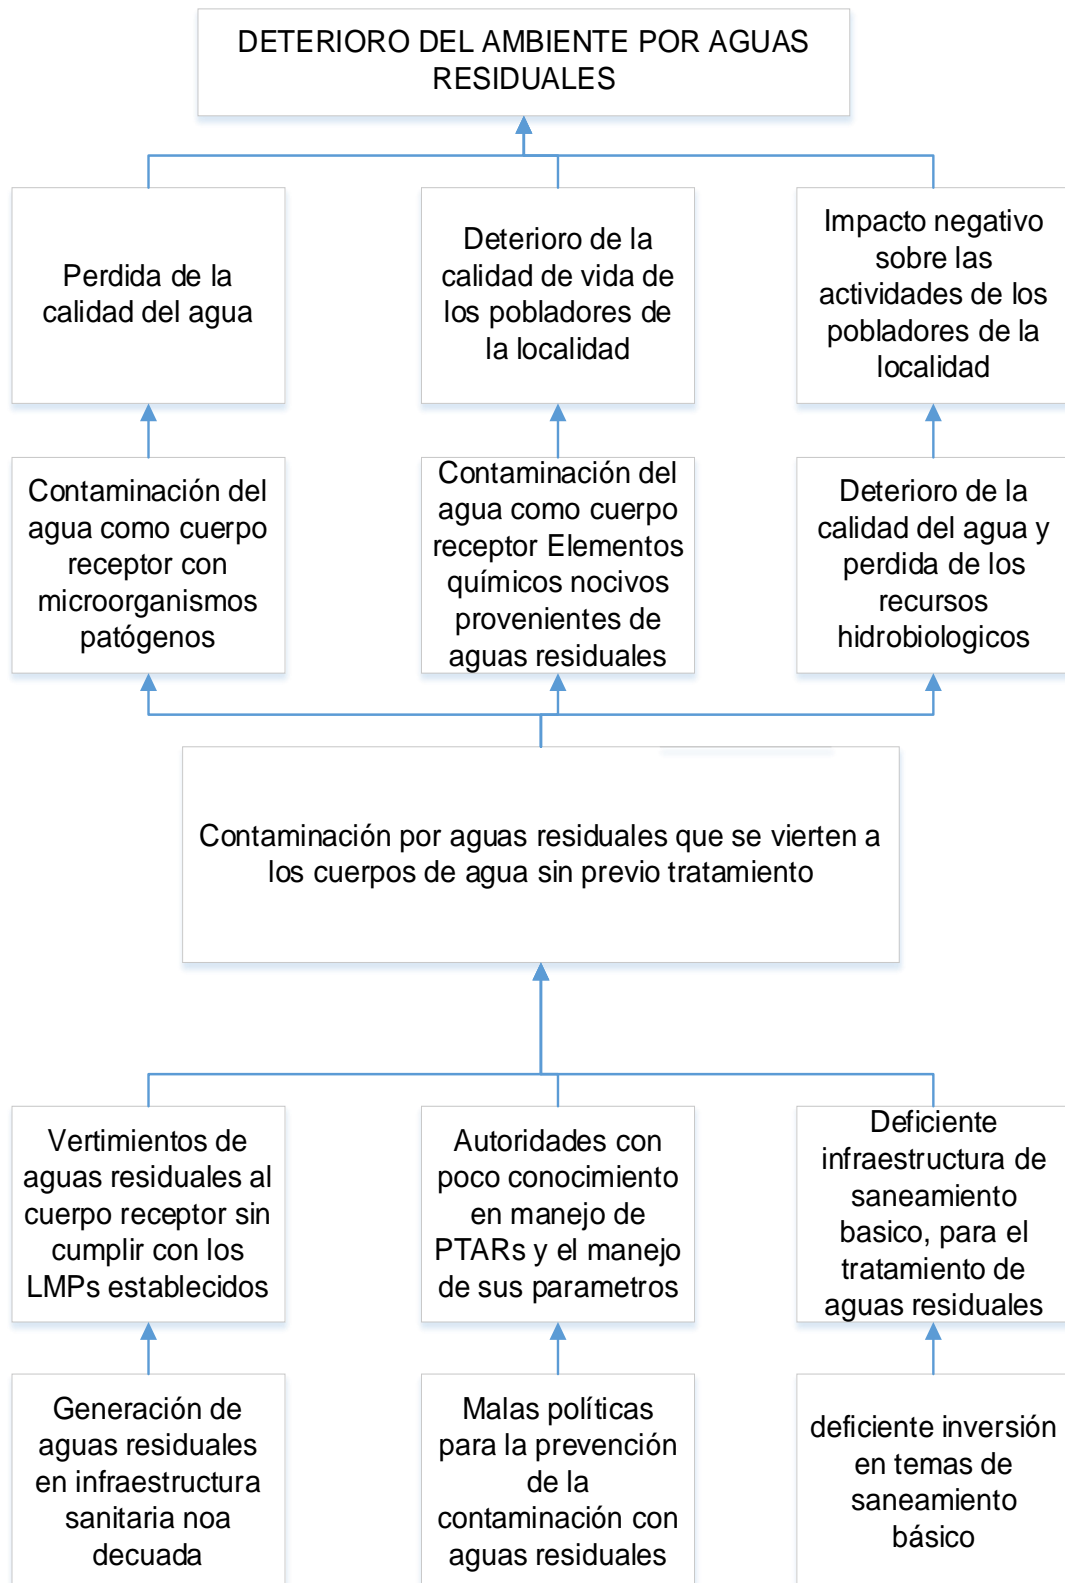 DETERIORO DEL AMBIENTE POR AGUAS
RESIDUALES
Perdida de la
calidad del agua
Deterioro de la
calidad de vida de
los pobladores de
la localidad
Impacto negativo
sobre las
actividades de los
pobladores de la
localidad
Contaminación del
agua como cuerpo
receptor con
microorganismos
patógenos
Contaminación del
agua como cuerpo
receptor Elementos
químicos nocivos
provenientes de
aguas residuales
Deterioro de la
calidad del agua y
perdida de los
recursos
hidrobiologicos
Contaminación por aguas residuales que se vierten a
los cuerpos de agua sin previo tratamiento
Vertimientos de
aguas residuales al
cuerpo receptor sin
cumplir con los
LMPs establecidos
Autoridades con
poco conocimiento
en manejo de
PTARs y el manejo
de sus parametros
Deficiente
infraestructura de
saneamiento
basico, para el
tratamiento de
aguas residuales
Generación de
aguas residuales
en infraestructura
sanitaria noa
decuada
Malas políticas
para la prevención
de la
contaminación con
aguas residuales
deficiente inversión
en temas de
saneamiento
básico